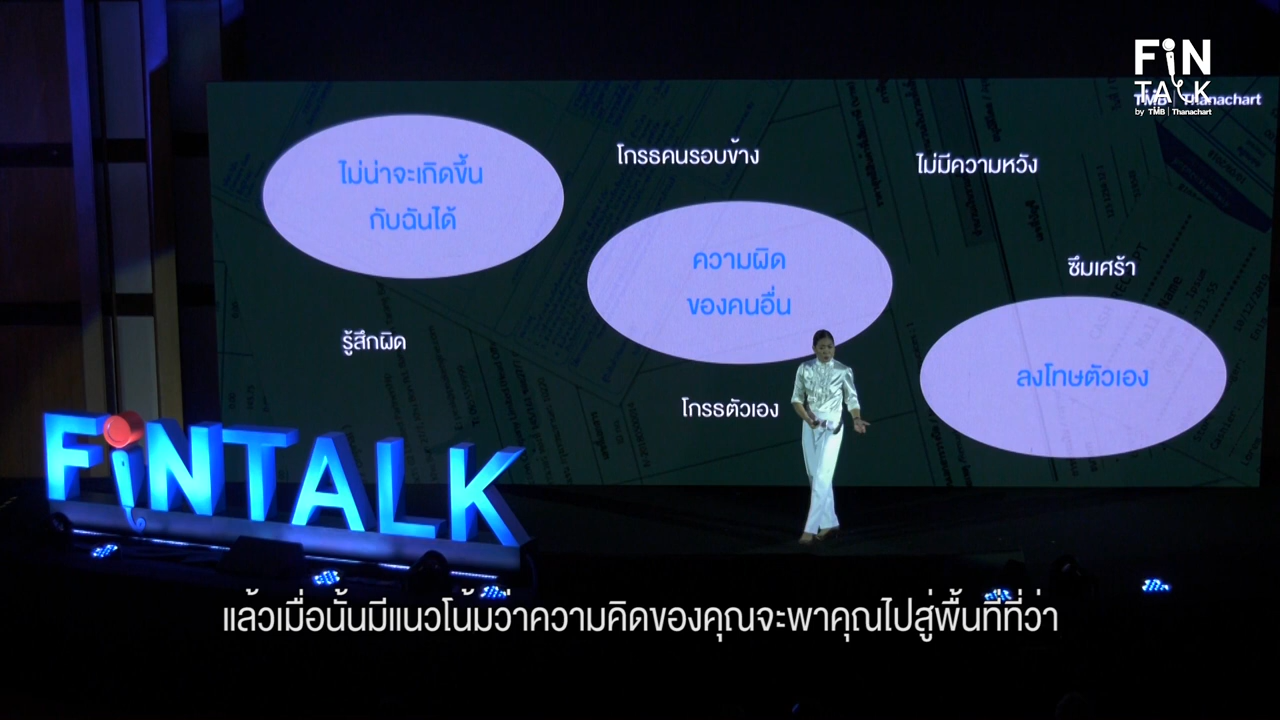 FiN
TALK
by TMB | Thanachart
TMB | Thanachart
ไม่น่าจะเกิดขึ้น
กับฉันได้
โกรธคนรอบข้าง
ไม่มีความหวัง
ความผิด
ของคนอื่น
ซึมเศร้า
รู้สึกผิด
ลงโทษตัวเอง
โกรธตัวเอง
FiNTALK
แล้วเมื่อนั้นมีแนวโน้มว่าความคิดของคุณจะพาคุณไปสู่พื้นที่ที่ว่า